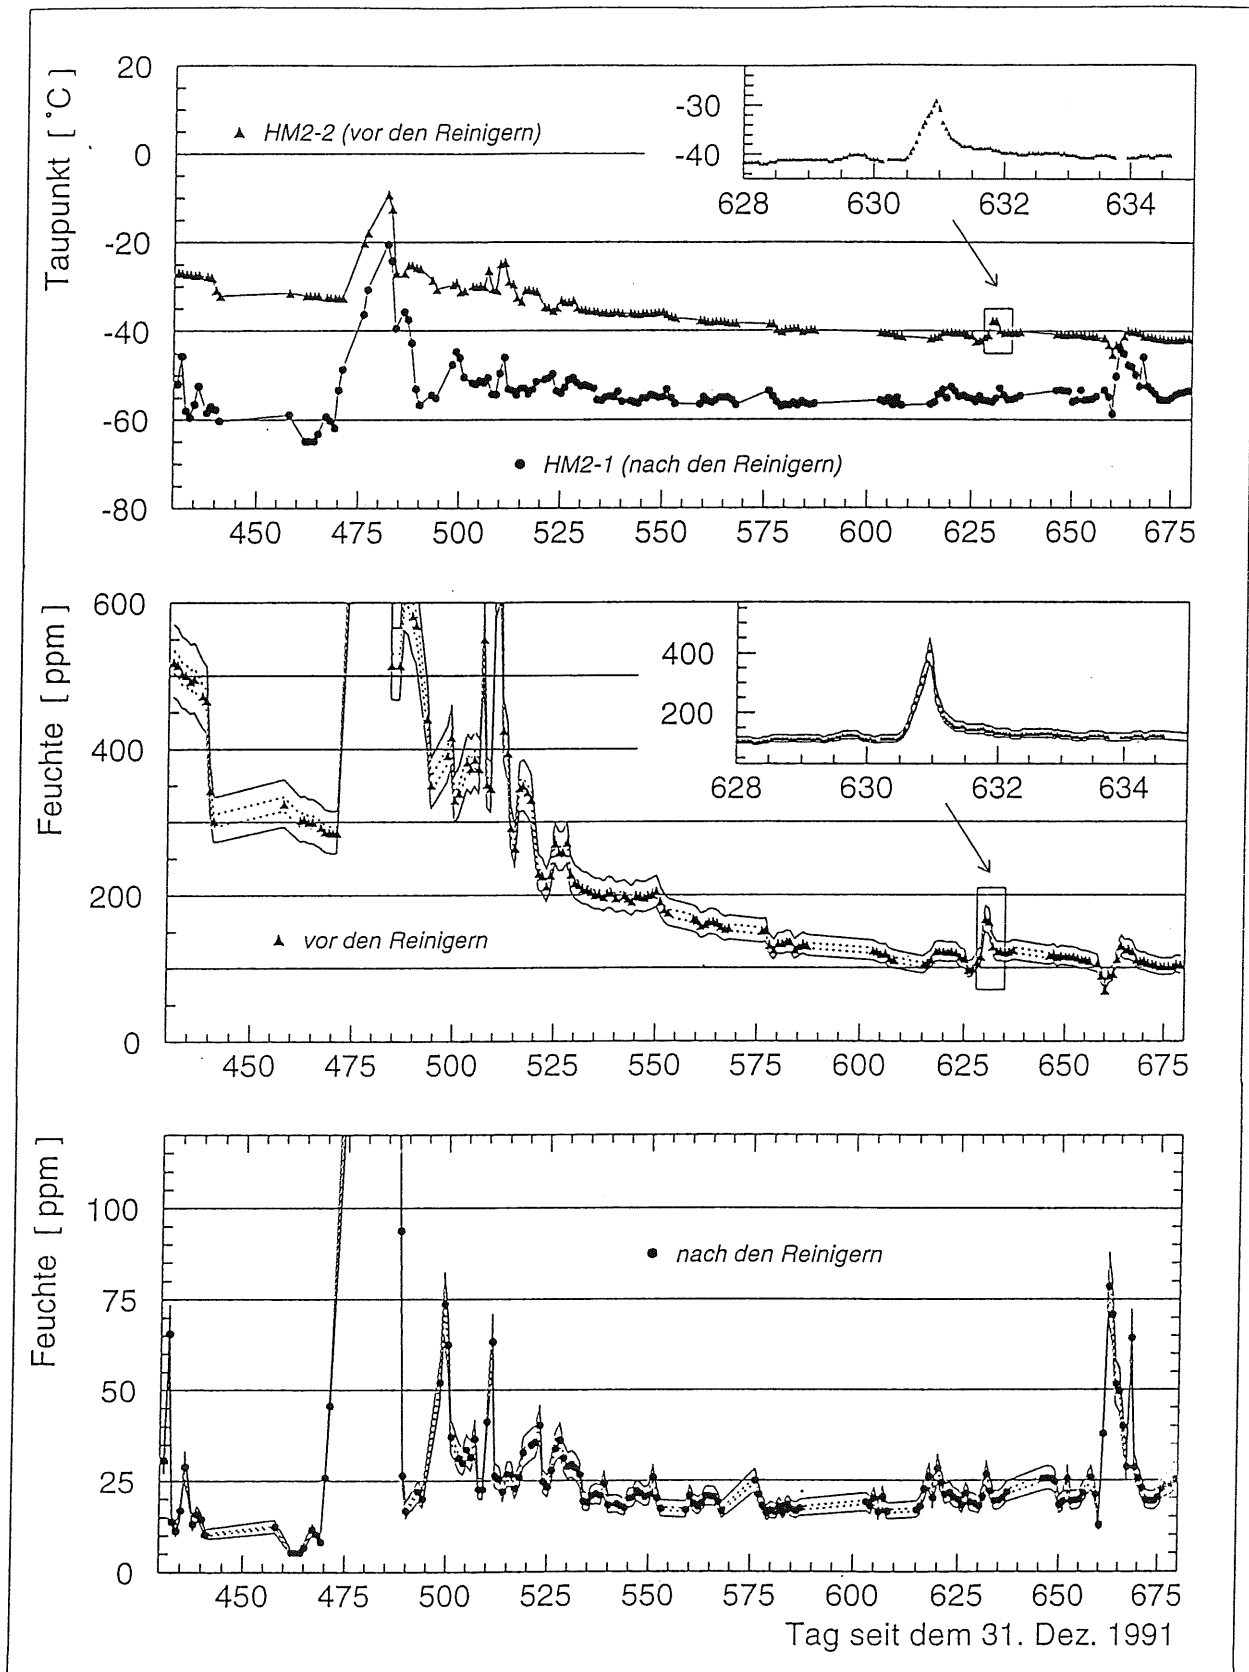 Taupunkt [ °C]
20
0
-20
-40
-60
-80
HM2-2 (vor den Reinigern)
-30
-40
628 630 632 634
HM2-1 (nach den Reinigern)
450 475 500 525 550 575 600 625 650 675
Feuchte [ ppm]
600
400
200
0
400
200
628 630 632 634
vor den Reinigern
450 475 500 525 550 575 600 625 650 675
Feuchte [ ppm]
100
75
50
25
0
nach den Reinigern
450 475 500 525 550 575 600 625 650 675
Tag seit dem 31. Dez. 1991